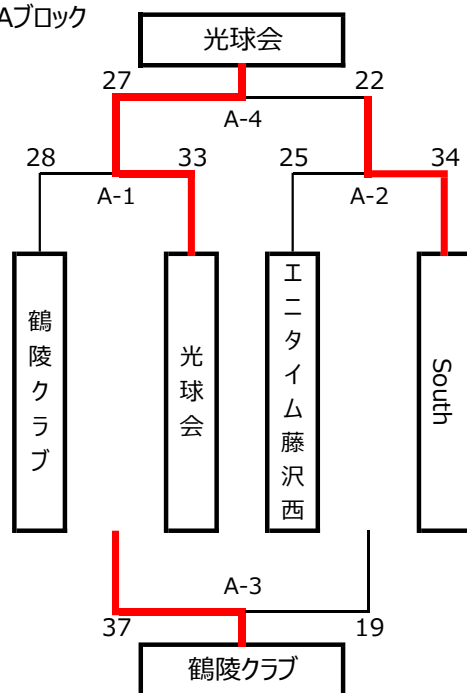 Aブロック
光球会
27
22
A-4
28
33
25
34
A-1
A-2
鶴陵クラブ
光球会
エニタイム藤沢西
South
A-3
37
19
鶴陵クラブ